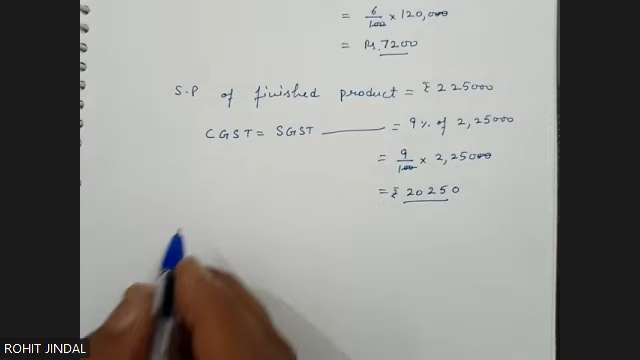 = 6/100 × 120,000
= Rs.7200
S.P of finished product = ₹ 225000
CGST = SGST ——— = 9% of 2,25000
= 9/100 × 2,25000
= ₹ 20250
ROHIT JINDAL